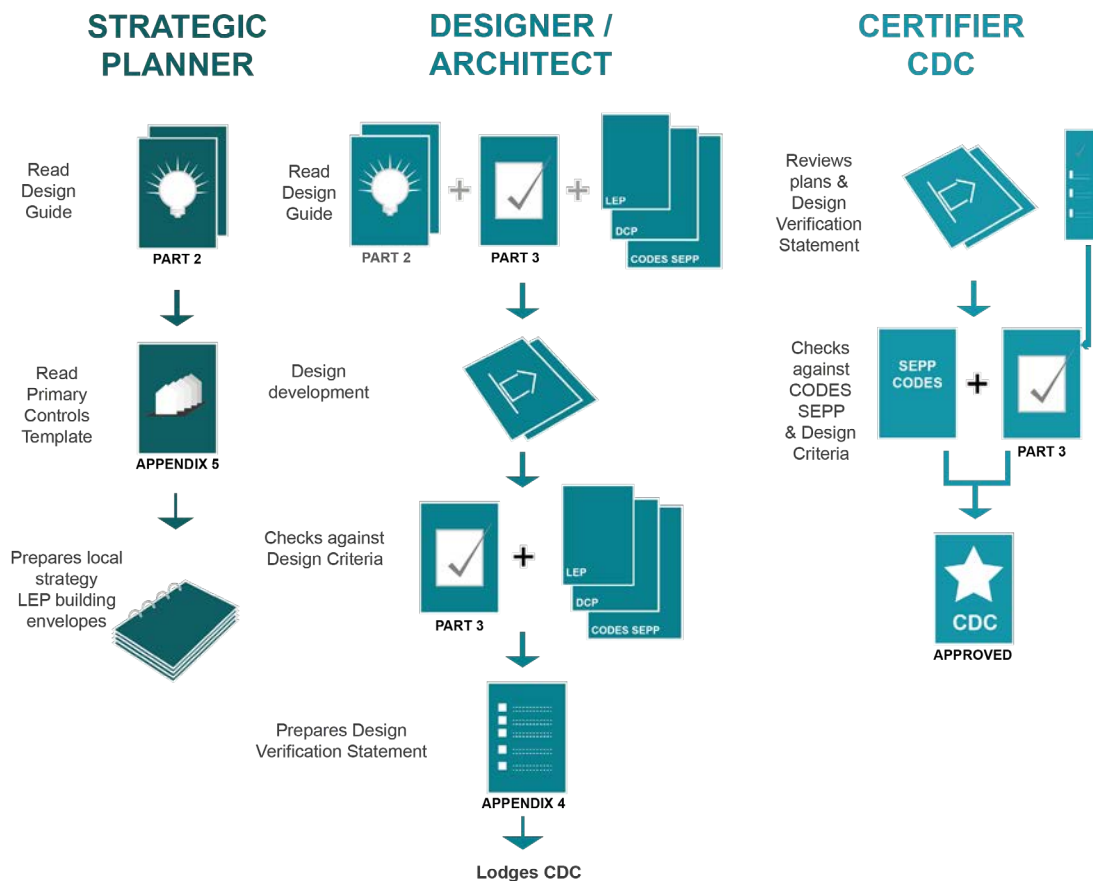 STRATEGIC
PLANNER
Read
Design
Guide
PART 2
Read
Primary
Controls
Template
APPENDIX 5
Prepares local
strategy
LEP building
envelopes
DESIGNER /
ARCHITECT
Read
Design
Guide
PART 2
PART 3
LEP
DCP
CODES SEPP
Design
development
Checks against
Design Criteria
PART 3
LEP
DCP
CODES SEPP
Prepares Design
Verification Statement
APPENDIX 4
Lodges CDC
CERTIFIER
CDC
Reviews
plans &
Design
Verification
Statement
Checks
against
CODES
SEPP
& Design
Criteria
SEPP
CODES
PART 3
CDC
APPROVED